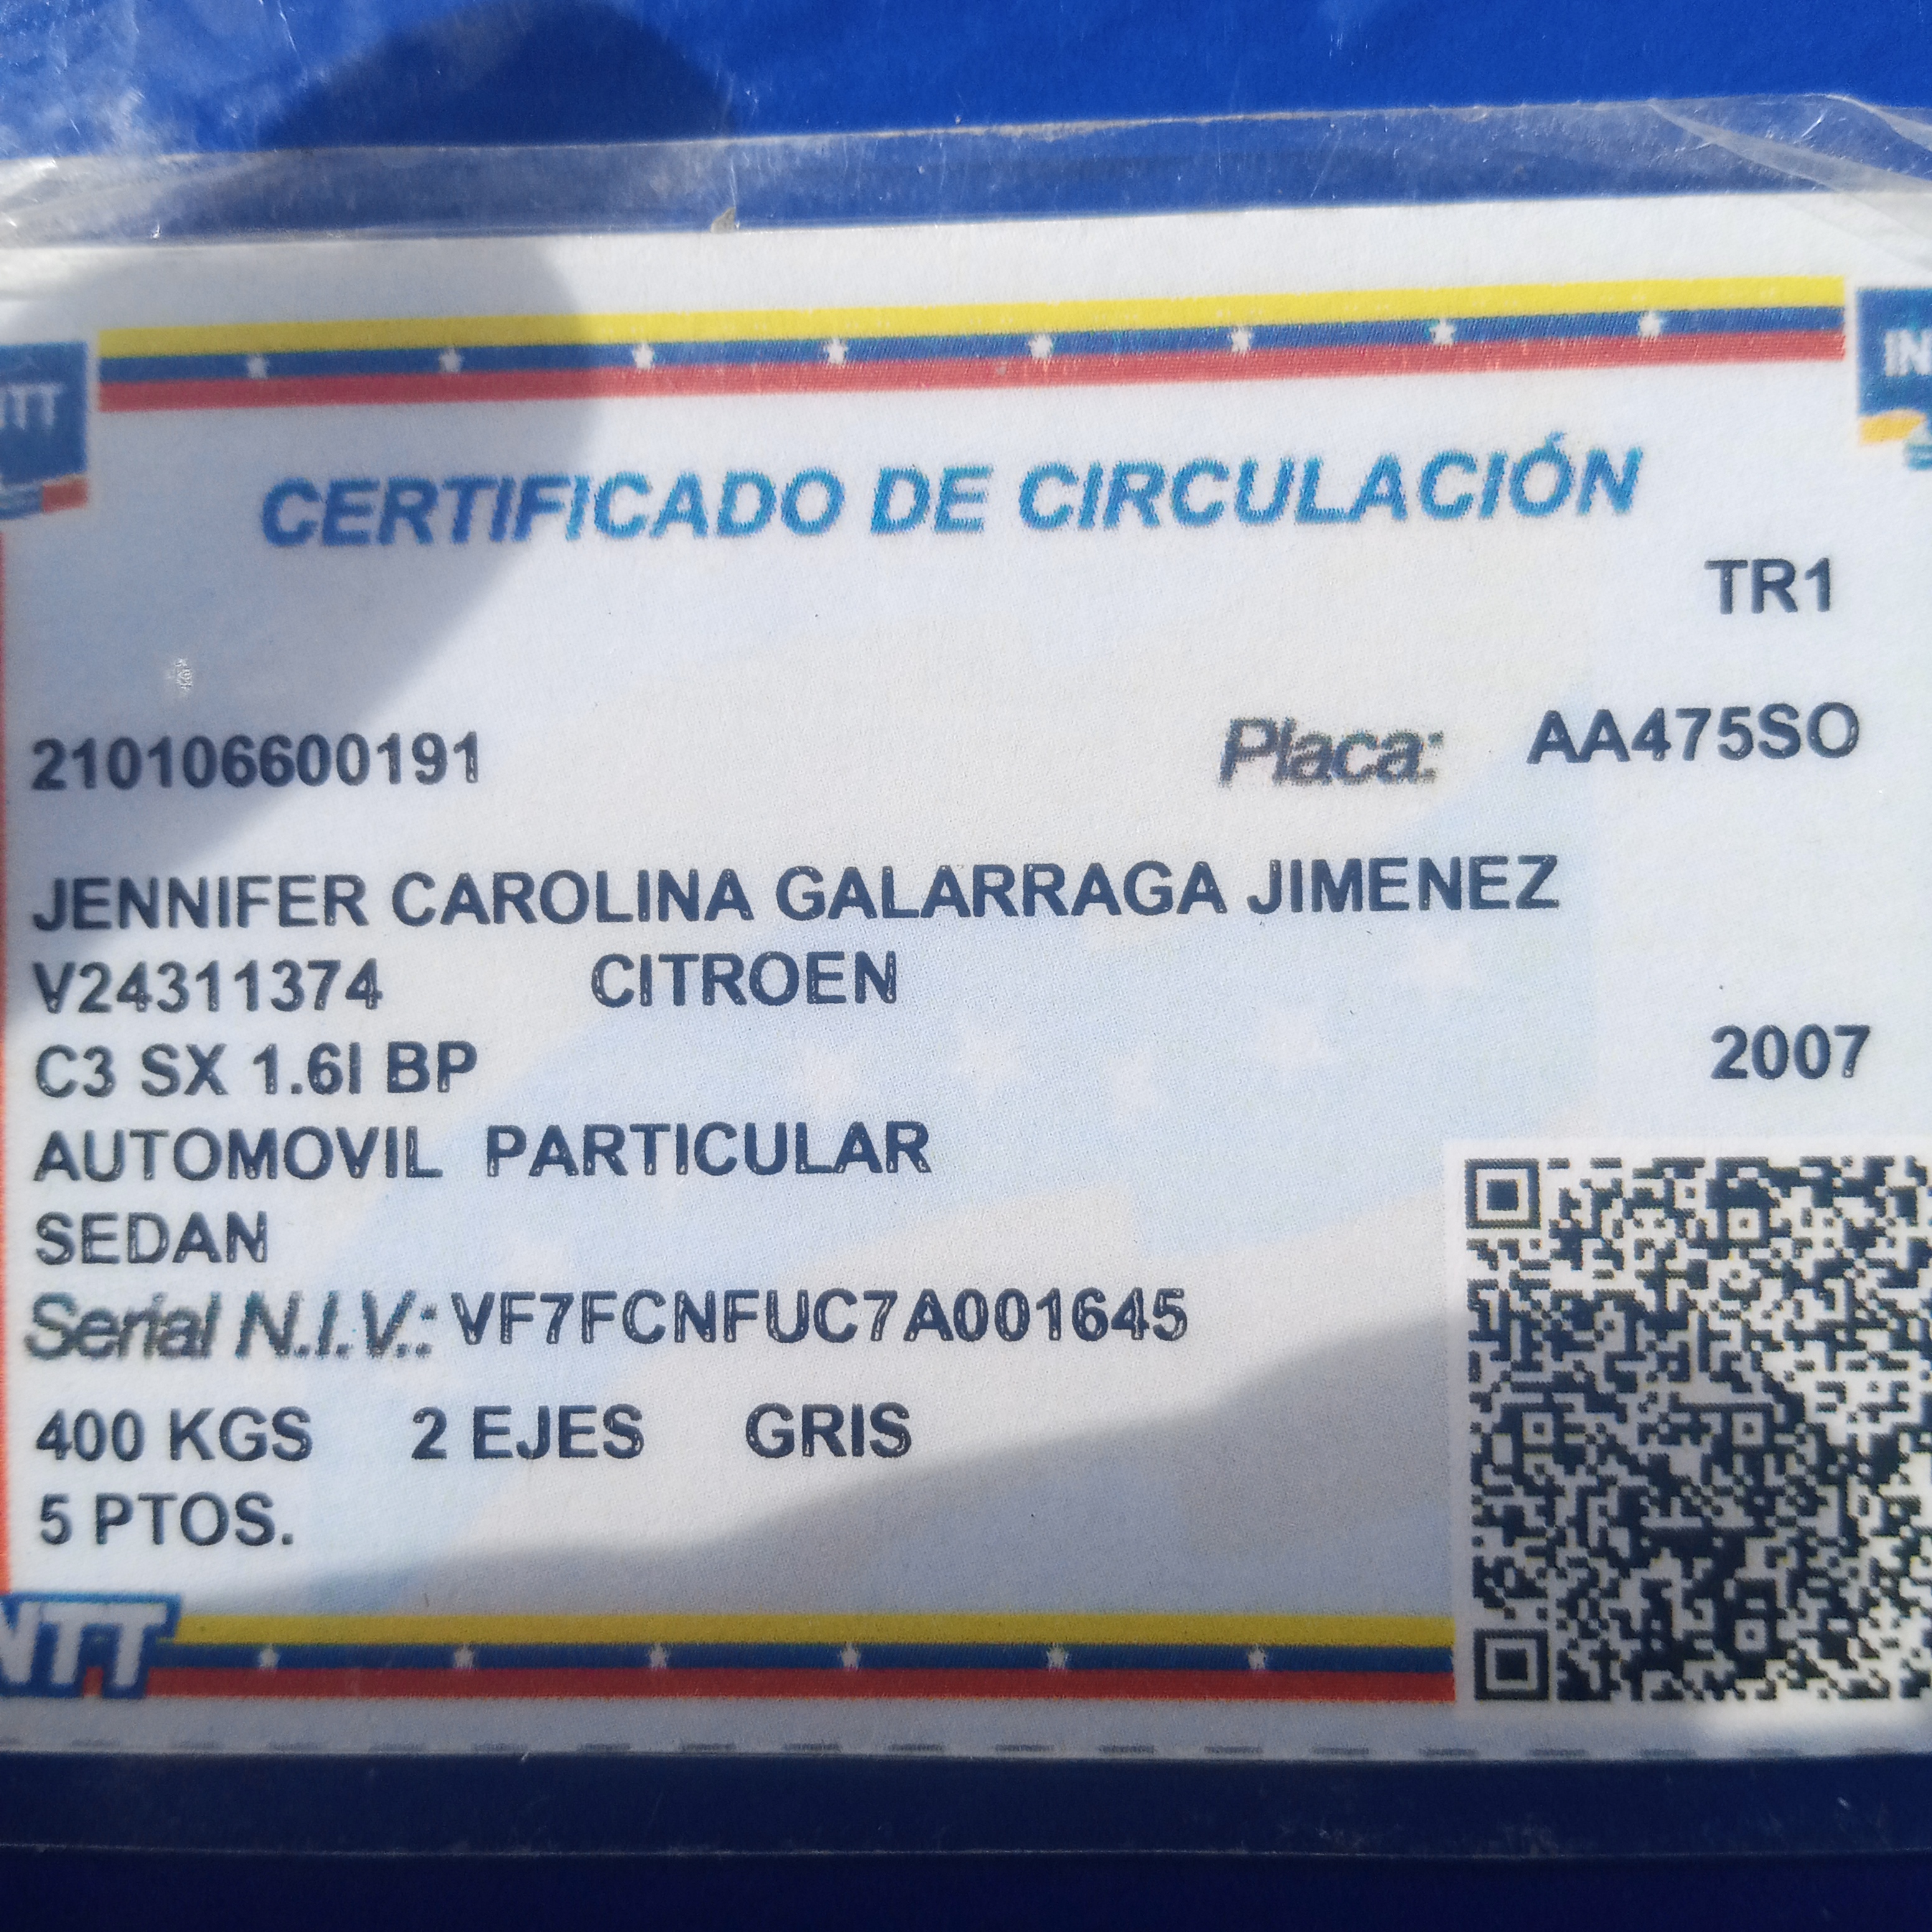 CERTIFICADO DE CIRCULACIÓN
TR1
210106600191 Placa: AA475SO
JENNIFER CAROLINA GALARRAGA JIMENEZ
V24311374 CITROEN
C3 SX 1.6I BP 2007
AUTOMOVIL PARTICULAR
SEDAN
Serial N.I.V.: VF7FCNFUC7A001645
400 KGS 2 EJES GRIS
5 PTOS.